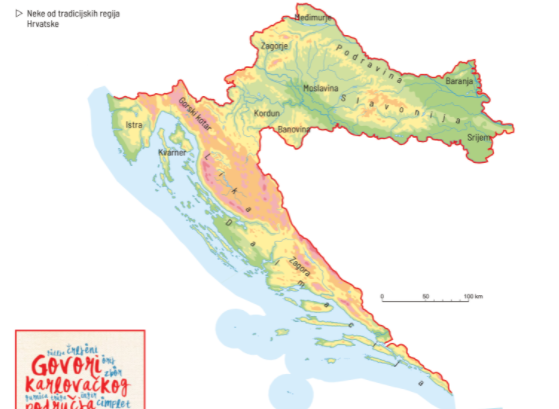 ▷ Neke od tradicijskih regija
Hrvatske
Međimurje
Zagorje
Podravina
Baranja
Moslavina
Slavonija
Gorski kotar
Kordun
Istra
Banovina
Srijem
Kvarner
Lika
Dalmacija
Zagora
0 50 100 km
GOVORI
KARLOVAČKOG
PODRUČJA